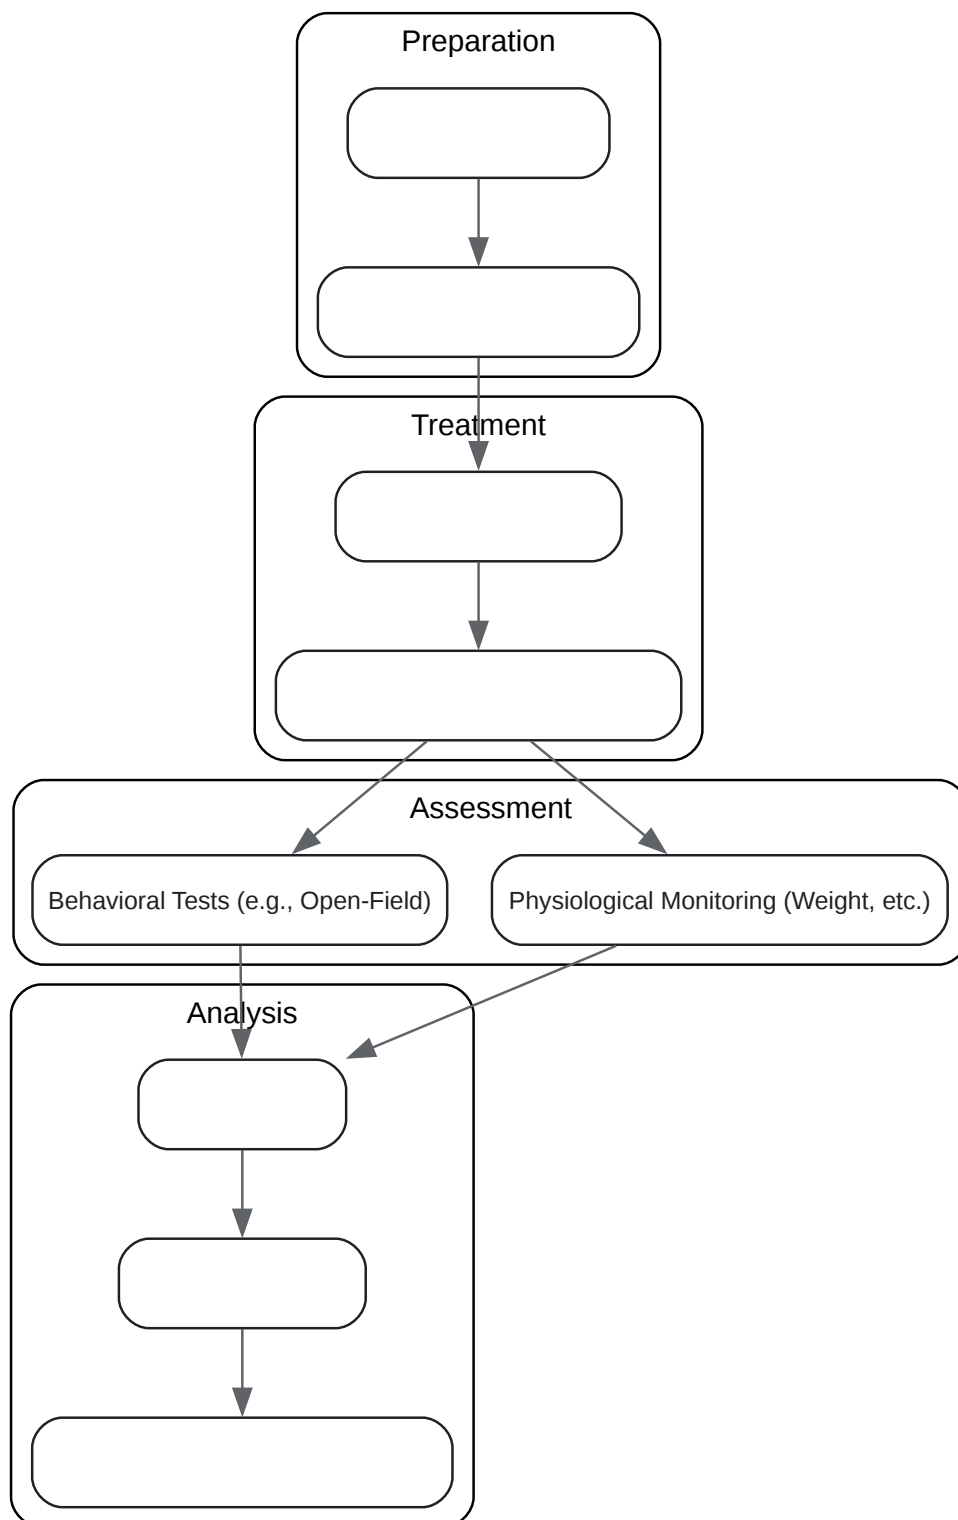 Preparation
Treatment
Assessment
Behavioral Tests (e.g., Open-Field)
Physiological Monitoring (Weight, etc.)
Analysis